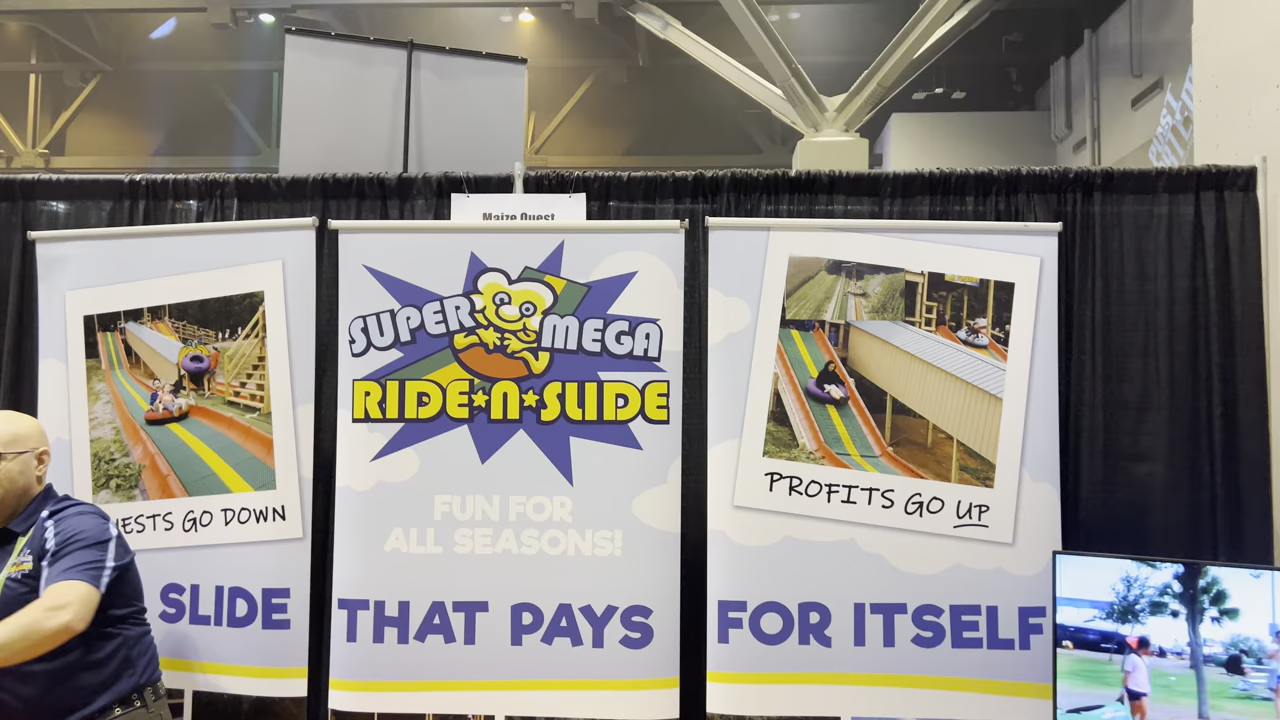 Maize Quest
SUPER MEGA
RIDE★N★SLIDE
FUN FOR
ALL SEASONS!
UESTS GO DOWN
PROFITS GO UP
SLIDE THAT PAYS FOR ITSELF